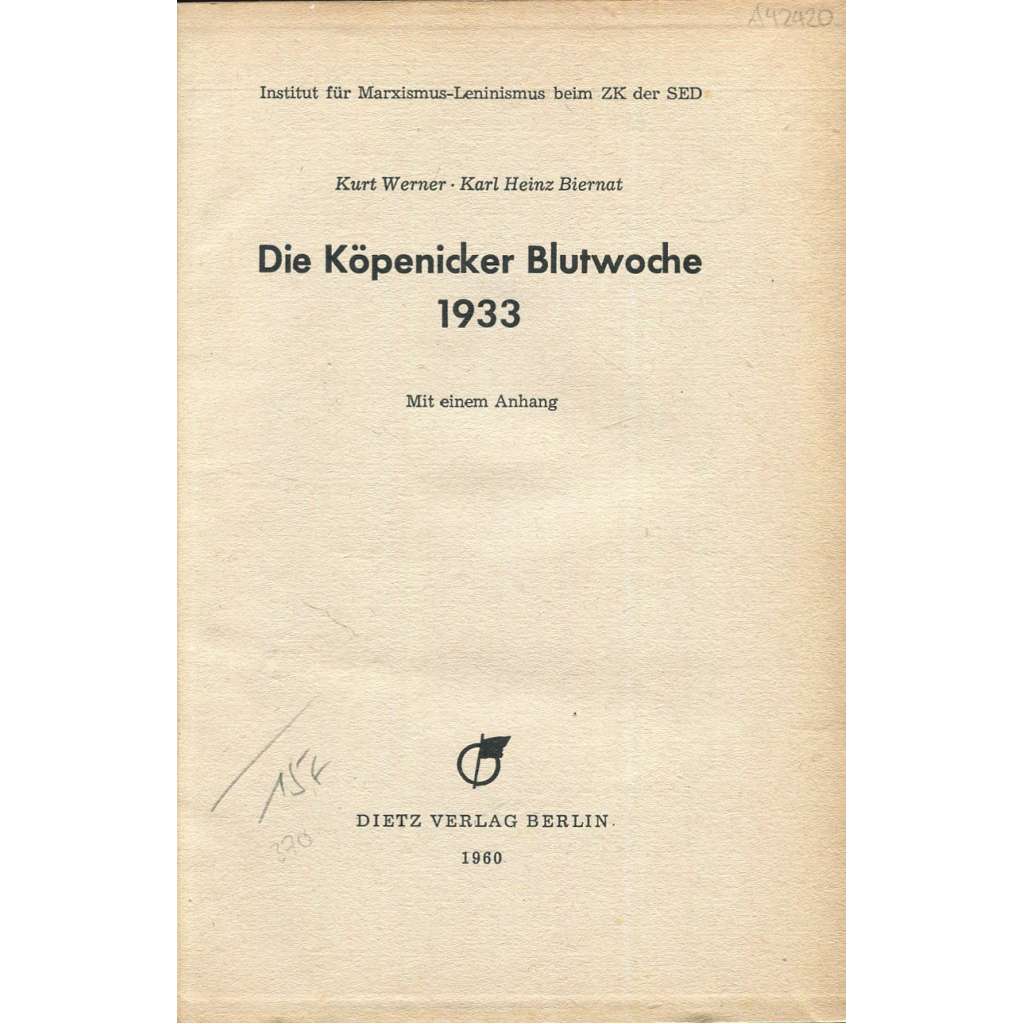 A42420
Institut für Marxismus-Leninismus beim ZK der SED
Kurt Werner · Karl Heinz Biernat
Die Köpenicker Blutwoche
1933
Mit einem Anhang
370
DIETZ VERLAG BERLIN
1960